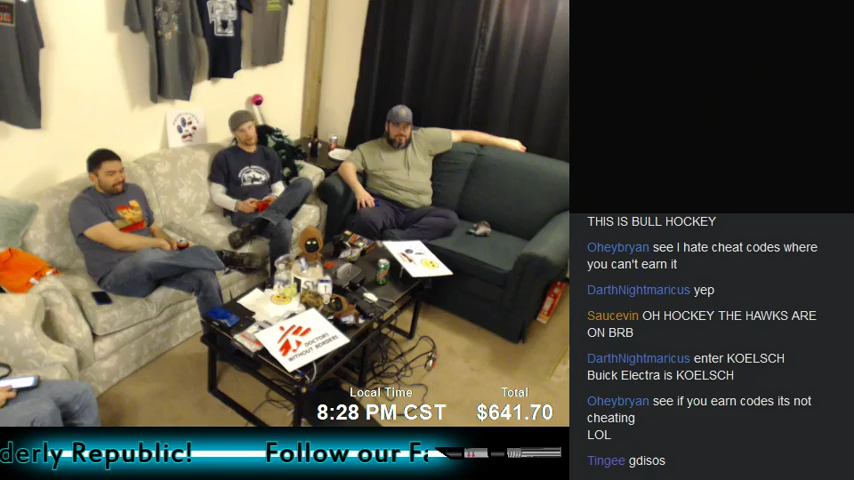 THIS IS BULL HOCKEY
Oheybryan see I hate cheat codes where
you can't earn it
DarthNightmaricus yep
Saucevin OH HOCKEY THE HAWKS ARE
ON BRB
DarthNightmaricus enter KOELSCH
Buick Electra is KOELSCH
Oheybryan see if you earn codes its not
cheating
LOL
Tingee gdisos
DOCTORS
WITHOUT BORDERS
Local Time
Total
8:28 PM CST
$641.70
derly Republic!
Follow our Fa